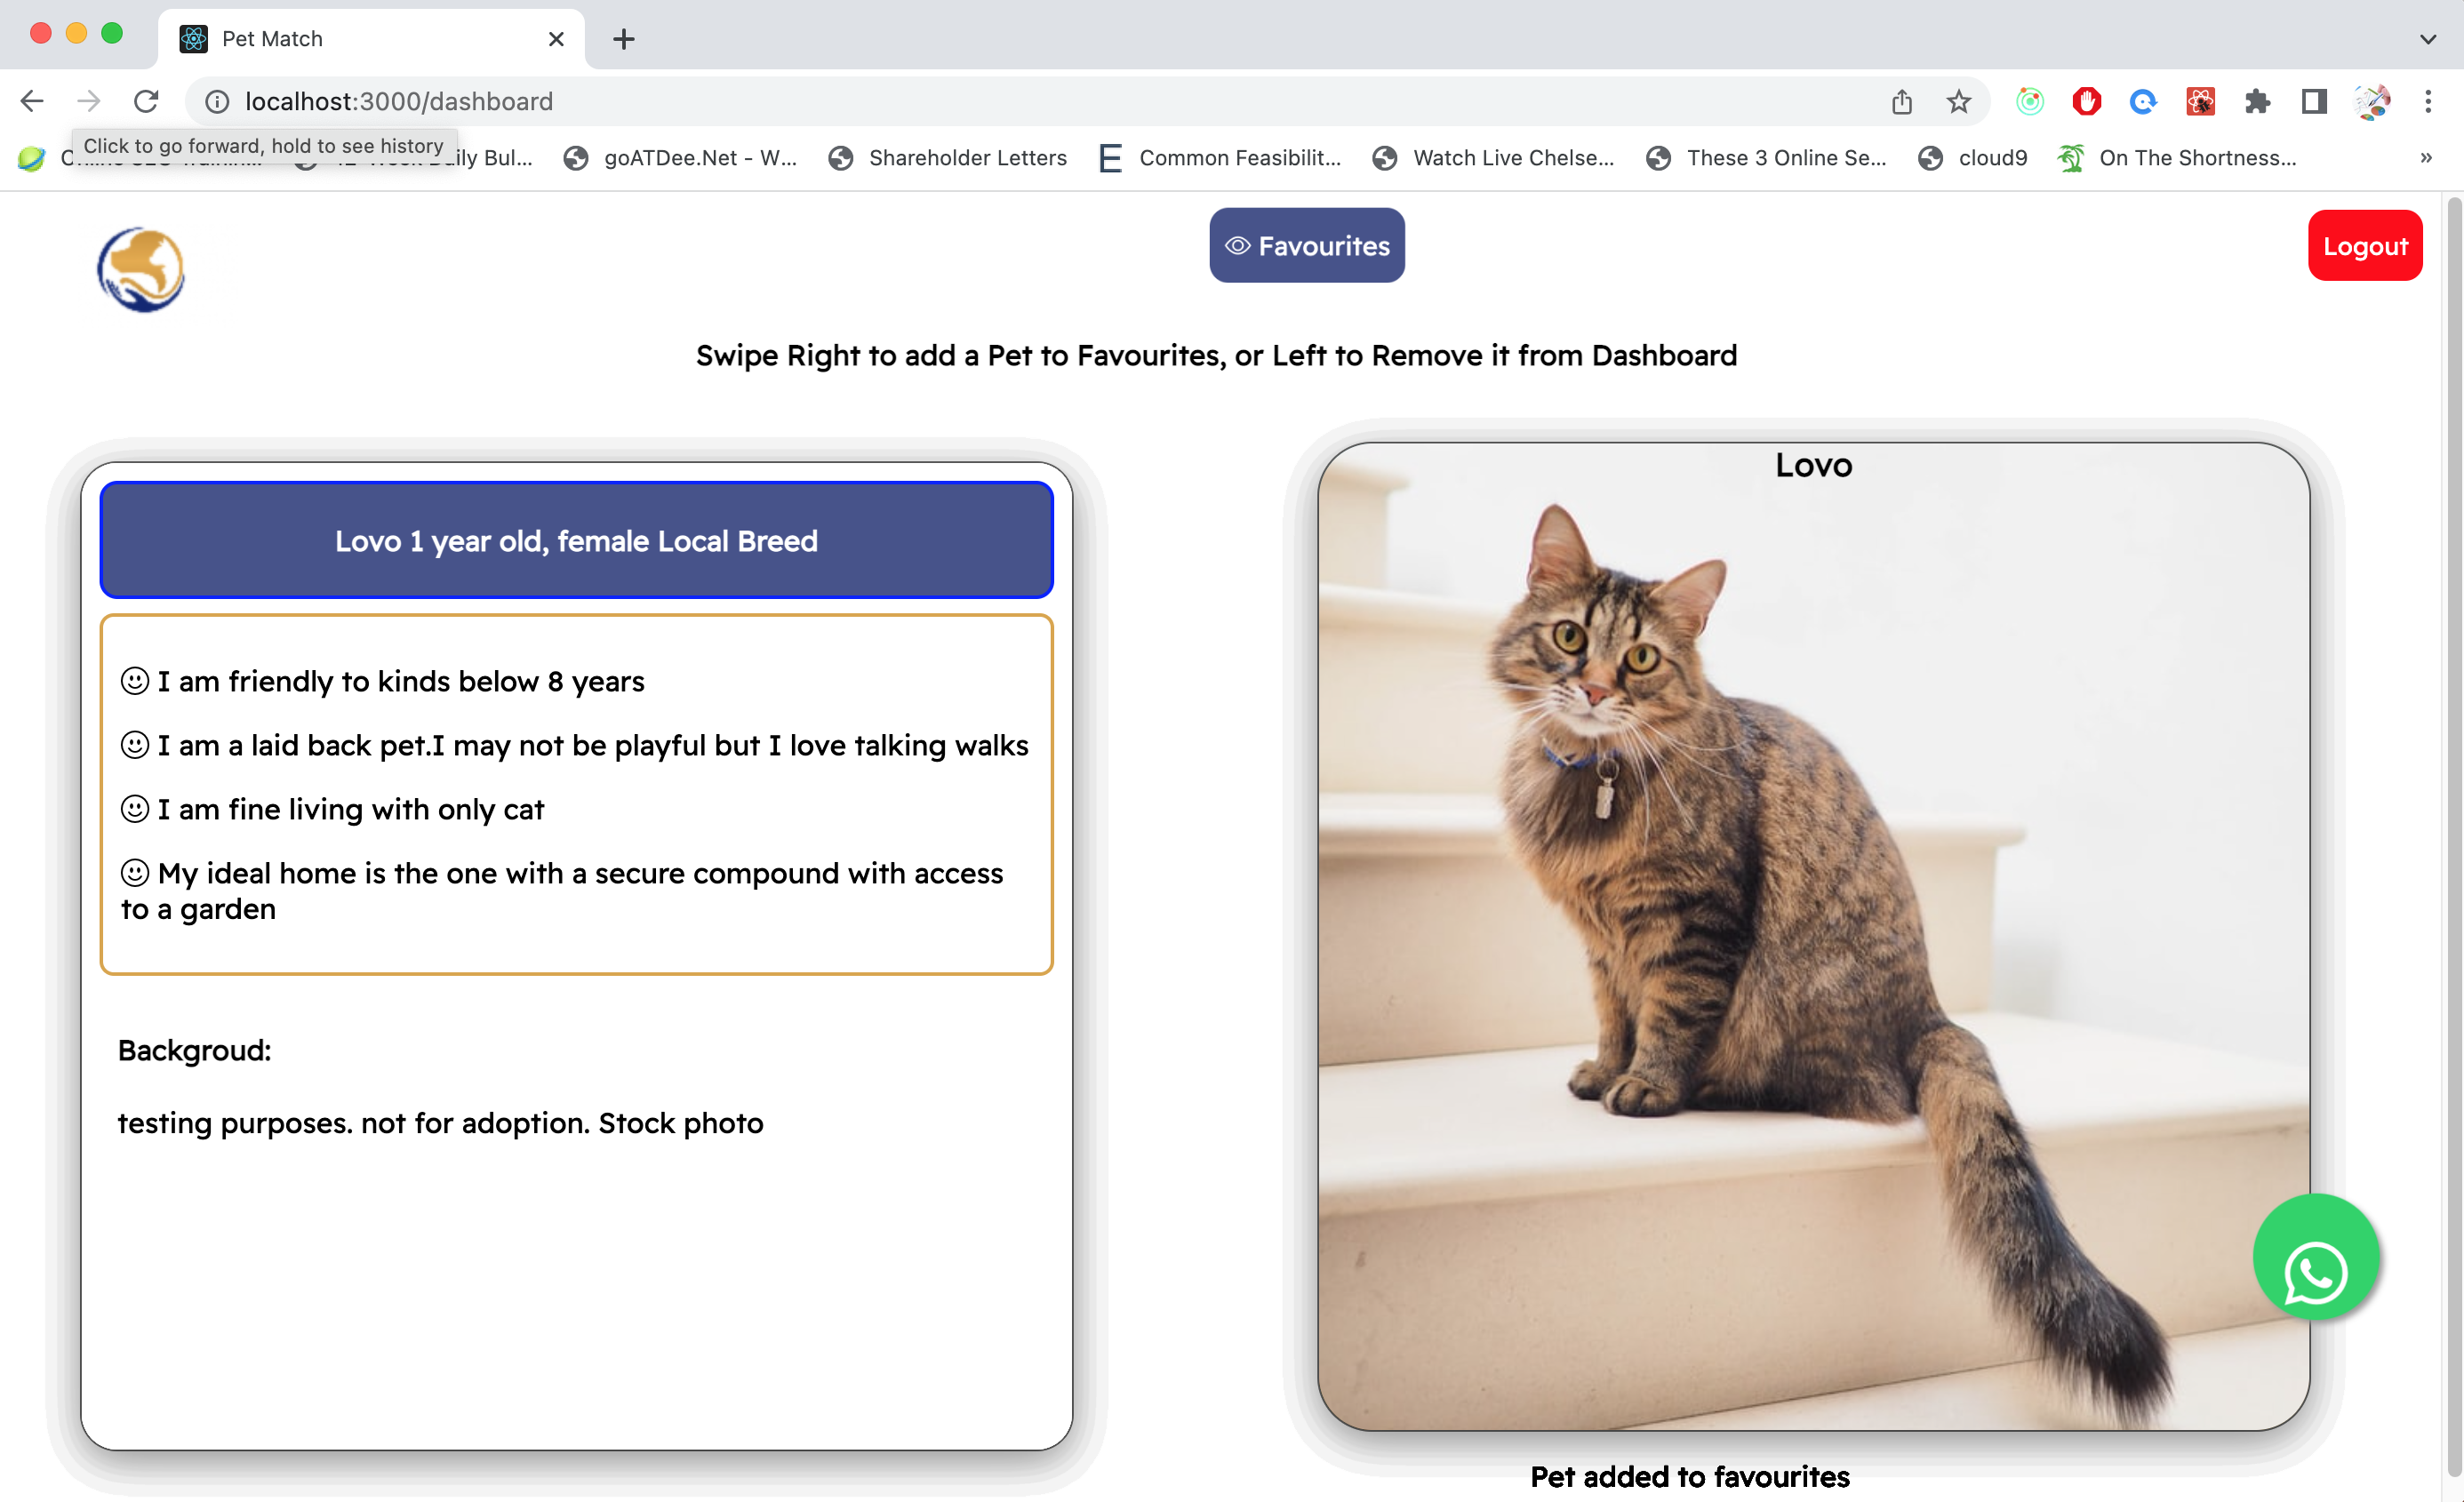 Pet Match
localhost:3000/dashboard
Click to go forward, hold to see history
ily Bul...
goATDee.Net - W...
Shareholder Letters
Common Feasibilit...
Watch Live Chelse...
These 3 Online Se...
cloud9
On The Shortness...
»
Favourites
Logout
Swipe Right to add a Pet to Favourites, or Left to Remove it from Dashboard
Lovo 1 year old, female Local Breed
I am friendly to kinds below 8 years
I am a laid back pet.I may not be playful but I love talking walks
I am fine living with only cat
My ideal home is the one with a secure compound with access
to a garden
Backgroud:
testing purposes. not for adoption. Stock photo
Lovo
Pet added to favourites